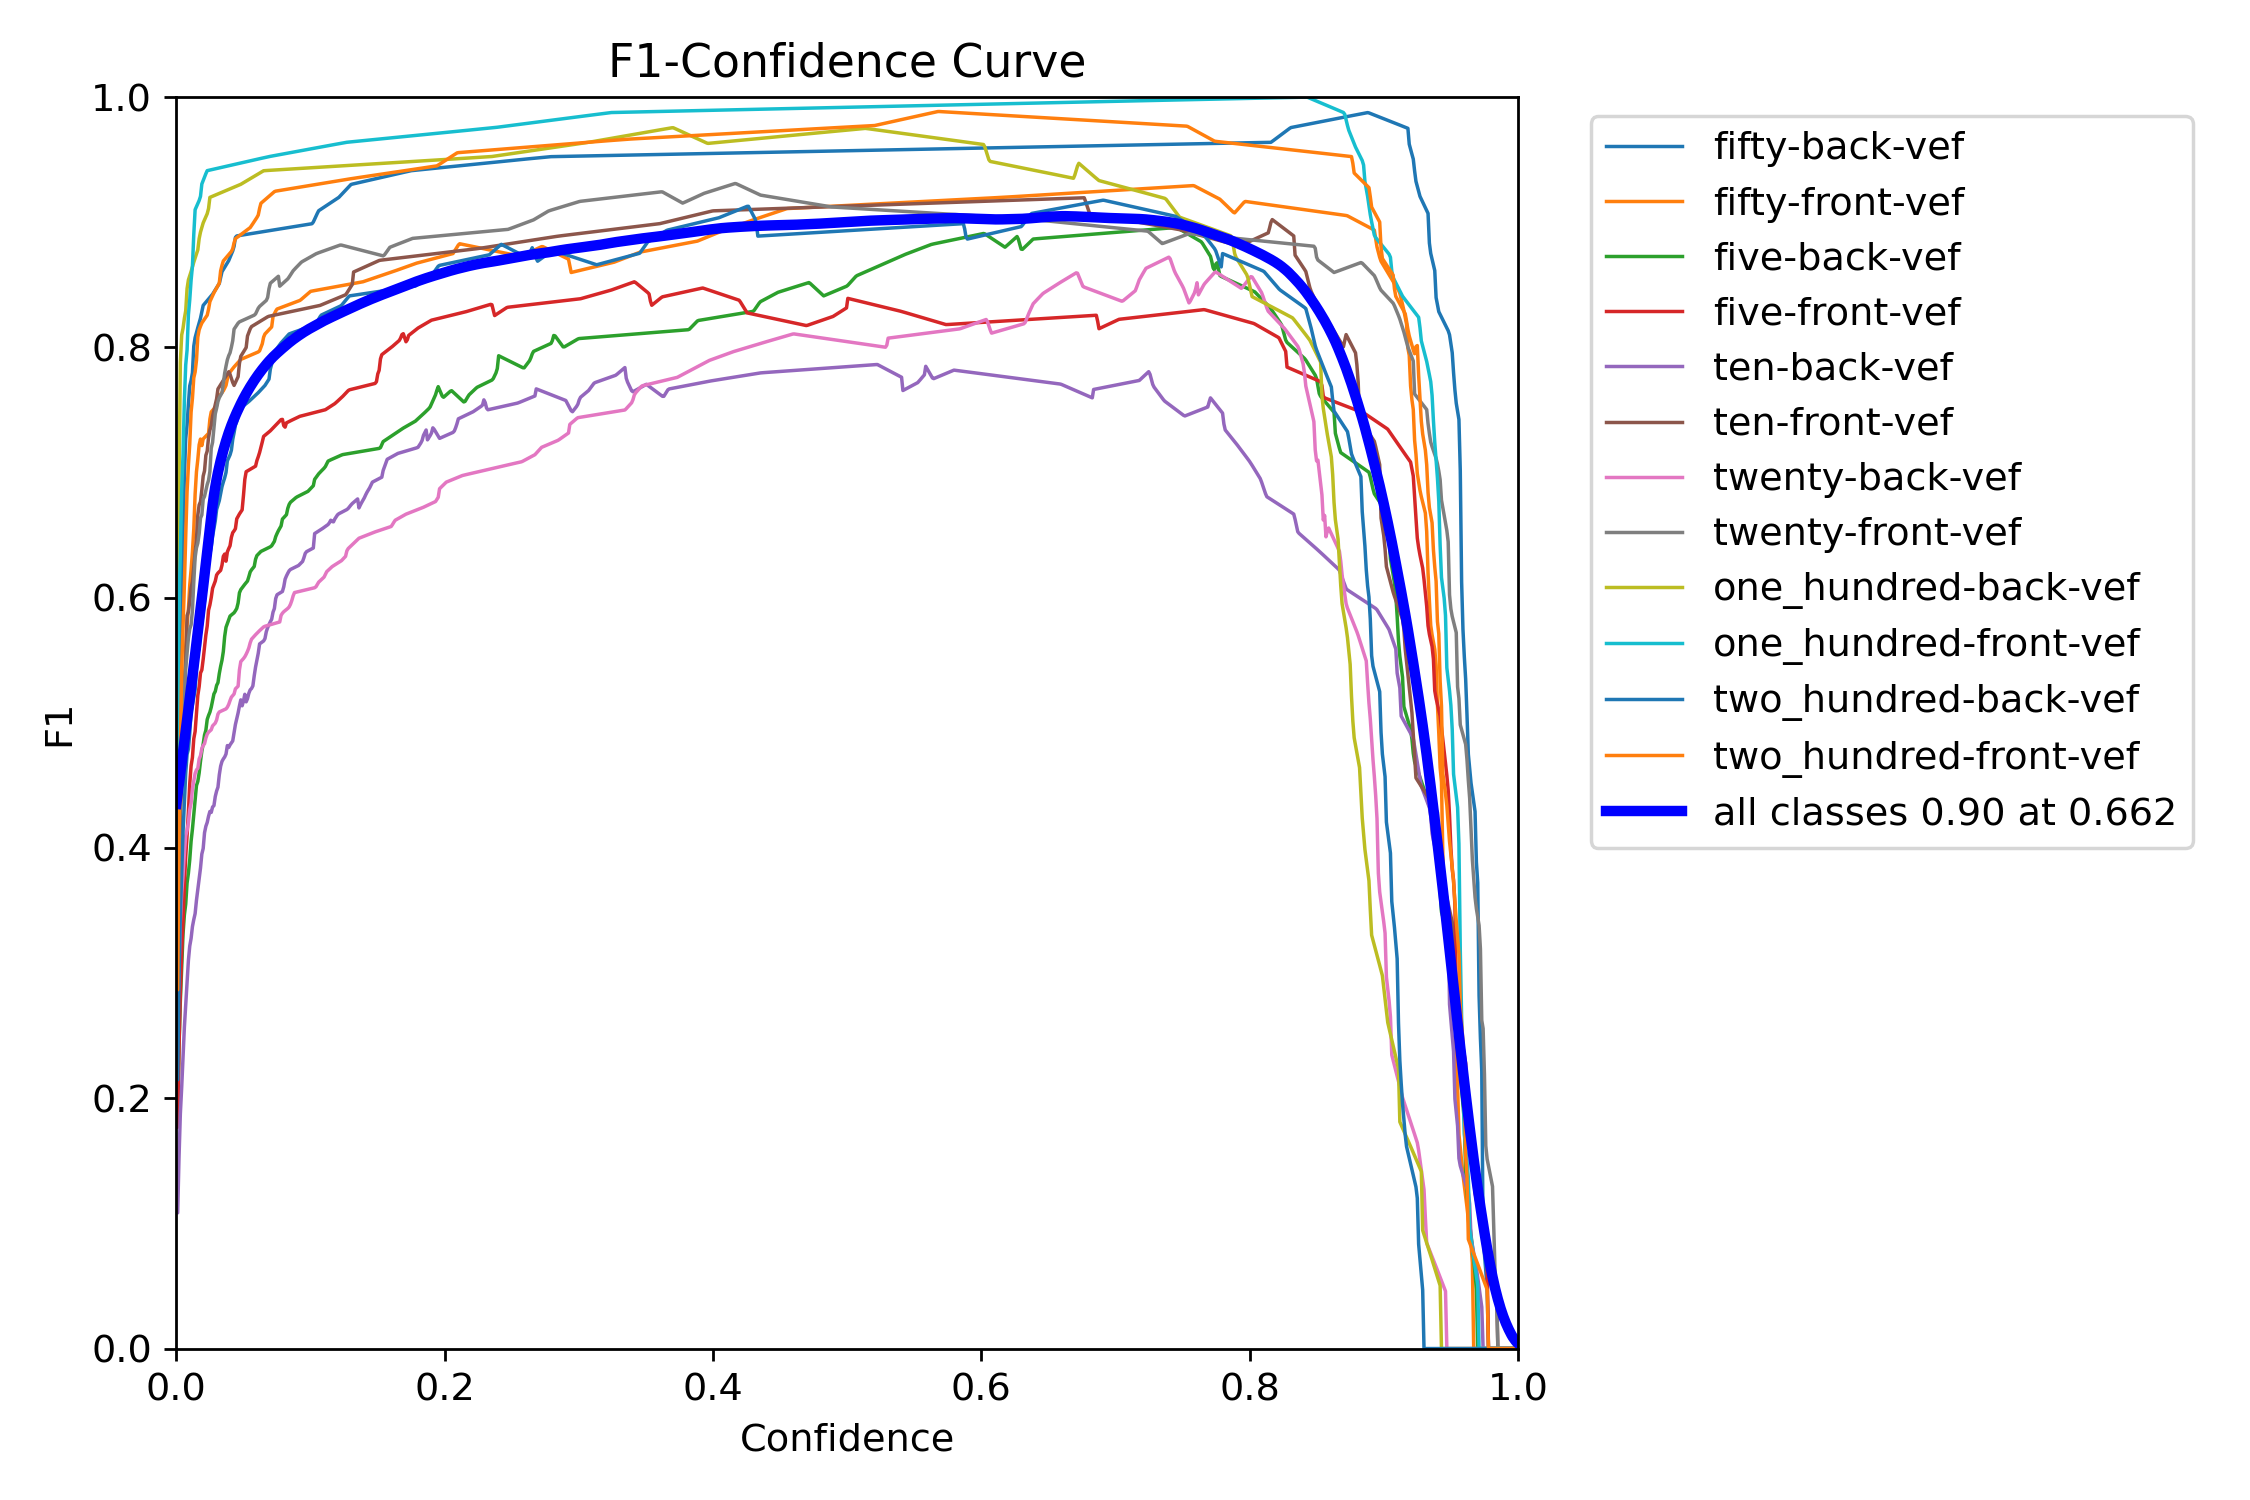 F1-Confidence Curve
1.0
0.8
0.6
0.4
0.2
0.0
F1
0.0 0.2 0.4 0.6 0.8 1.0
Confidence
fifty-back-vef
fifty-front-vef
five-back-vef
five-front-vef
ten-back-vef
ten-front-vef
twenty-back-vef
twenty-front-vef
one_hundred-back-vef
one_hundred-front-vef
two_hundred-back-vef
two_hundred-front-vef
all classes 0.90 at 0.662